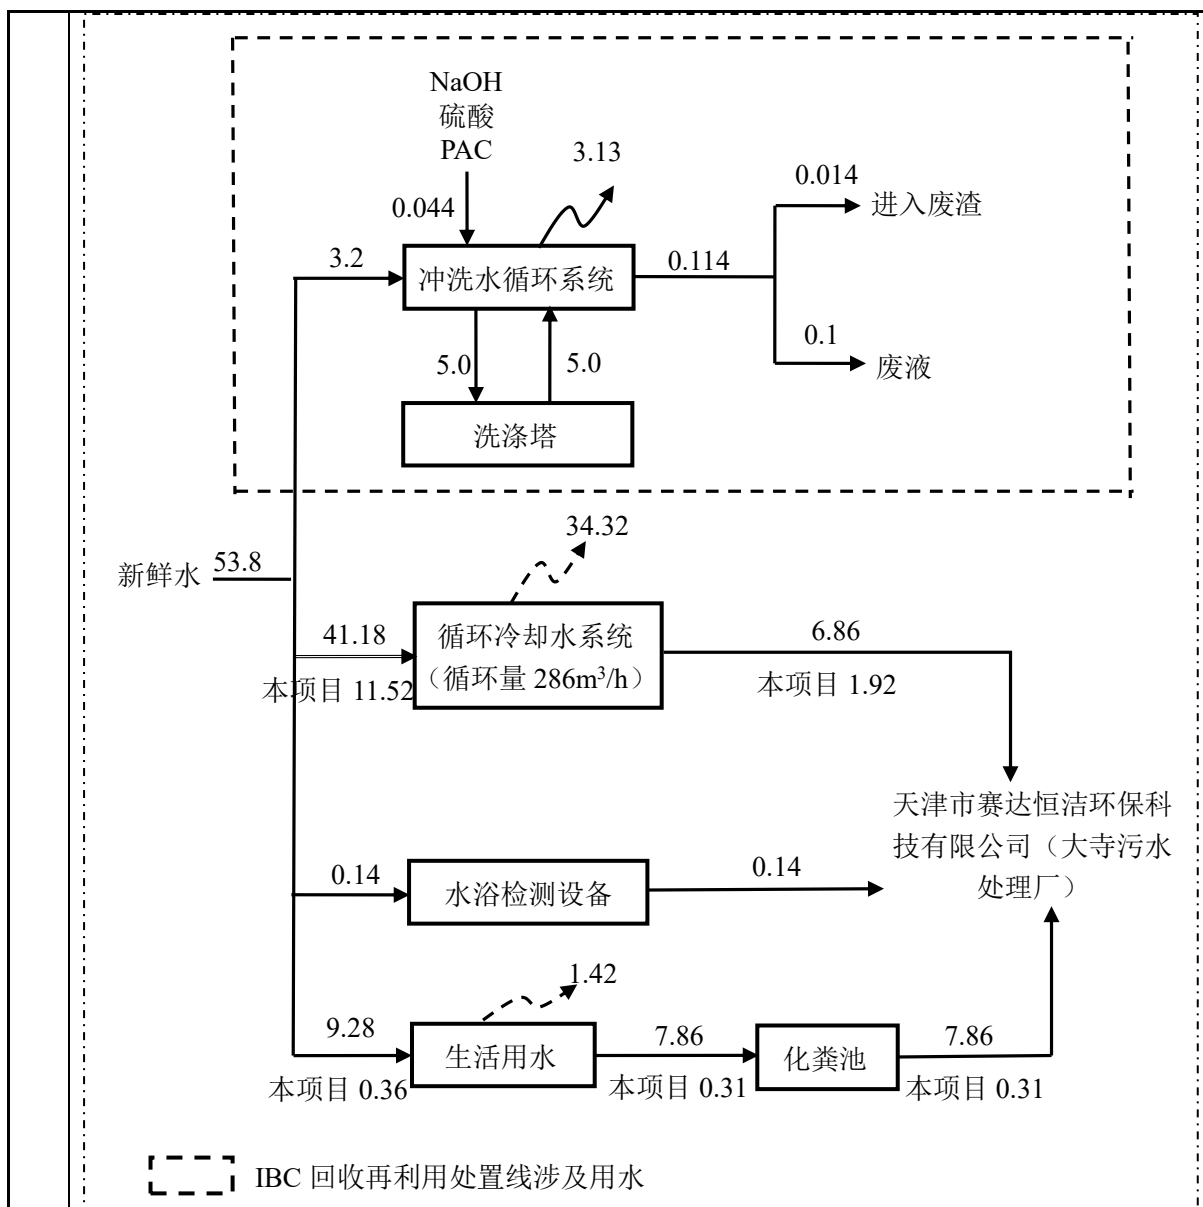 NaOH
硫酸
PAC
3.13
0.014
0.044
进入废渣
3.2
冲洗水循环系统
0.114
0.1
5.0
5.0
废液
洗涤塔
34.32
新鲜水
53.8
41.18
循环冷却水系统
6.86
本项目 11.52
（循环量 286m³/h）
本项目 1.92
天津市赛达恒洁环保科
技有限公司（大寺污水
处理厂）
0.14
水浴检测设备
0.14
1.42
9.28
生活用水
7.86
化粪池
7.86
本项目 0.36
本项目 0.31
本项目 0.31
IBC 回收再利用处置线涉及用水